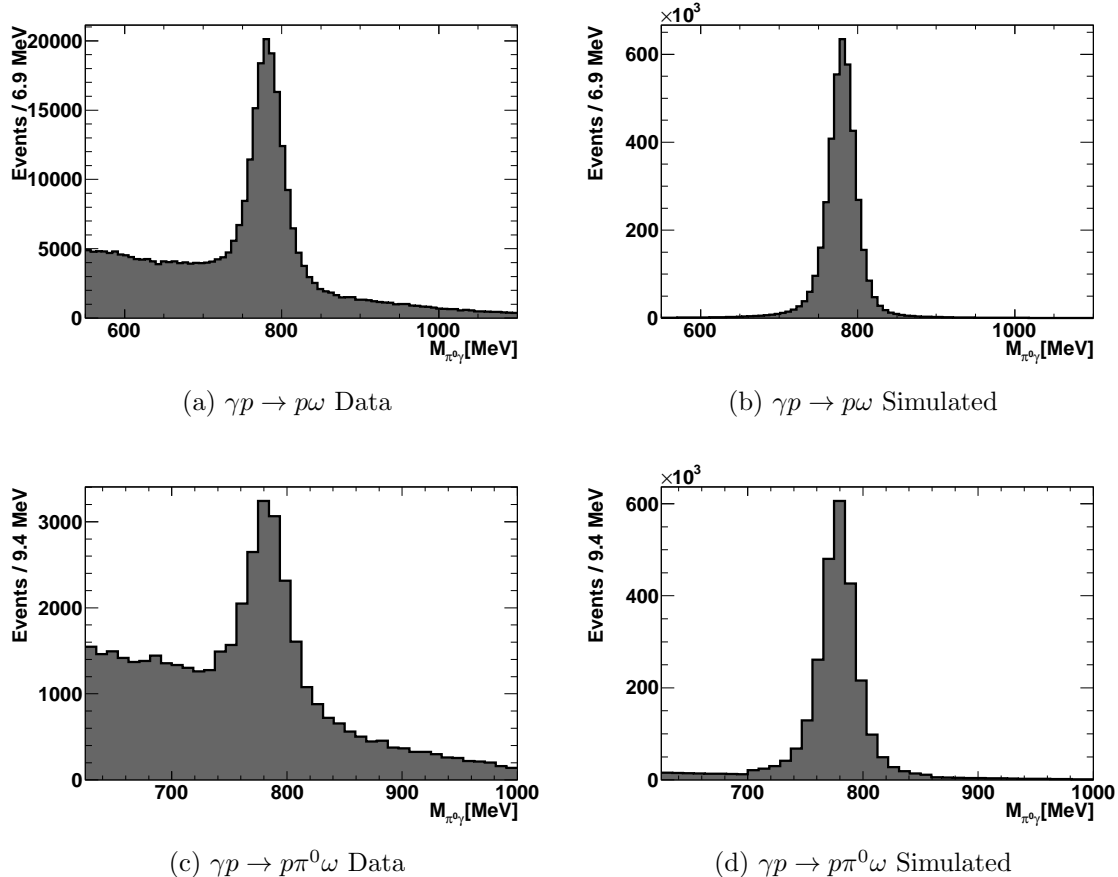 Events / 6.9 MeV
20000
15000
10000
5000
0
600
800
1000
M_{π⁰γ}[MeV]
(a) γp → pω Data
×10³
Events / 6.9 MeV
600
400
200
0
600
800
1000
M_{π⁰γ}[MeV]
(b) γp → pω Simulated
Events / 9.4 MeV
3000
2000
1000
0
700
800
900
1000
M_{π⁰γ}[MeV]
(c) γp → pπ⁰ω Data
×10³
Events / 9.4 MeV
600
400
200
0
700
800
900
1000
M_{π⁰γ}[MeV]
(d) γp → pπ⁰ω Simulated